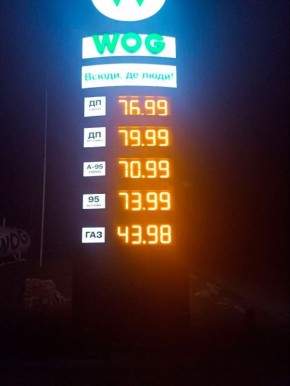 WOG
Всюди, де люди!
ДП 76.99
ДП 79.99
А-95 70.99
95 73.99
ГАЗ 43.98
WOG